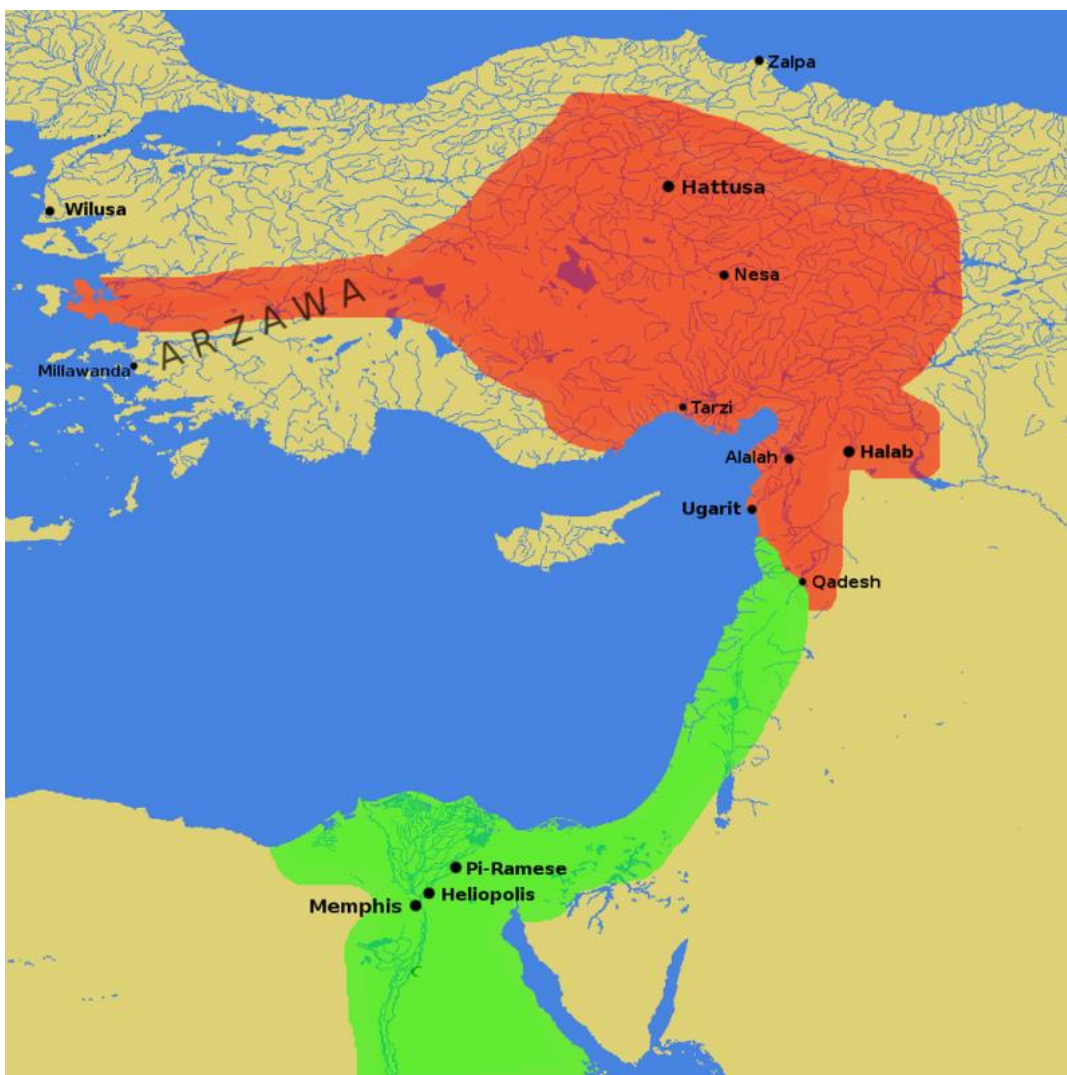 Zalpa
Hattusa
Wilusa
Nesa
ARZAWA
Millawanda
Tarzi
Alalah
Halab
Ugarit
Qadesh
Pi-Ramese
Heliopolis
Memphis